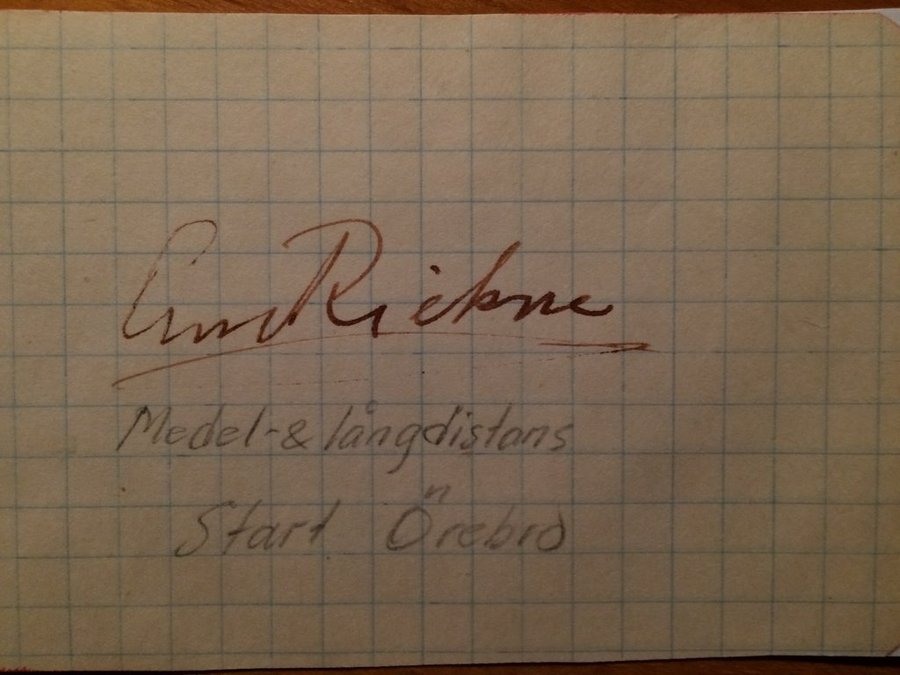 Rickne
Medel- & långdistans
Start Örebro